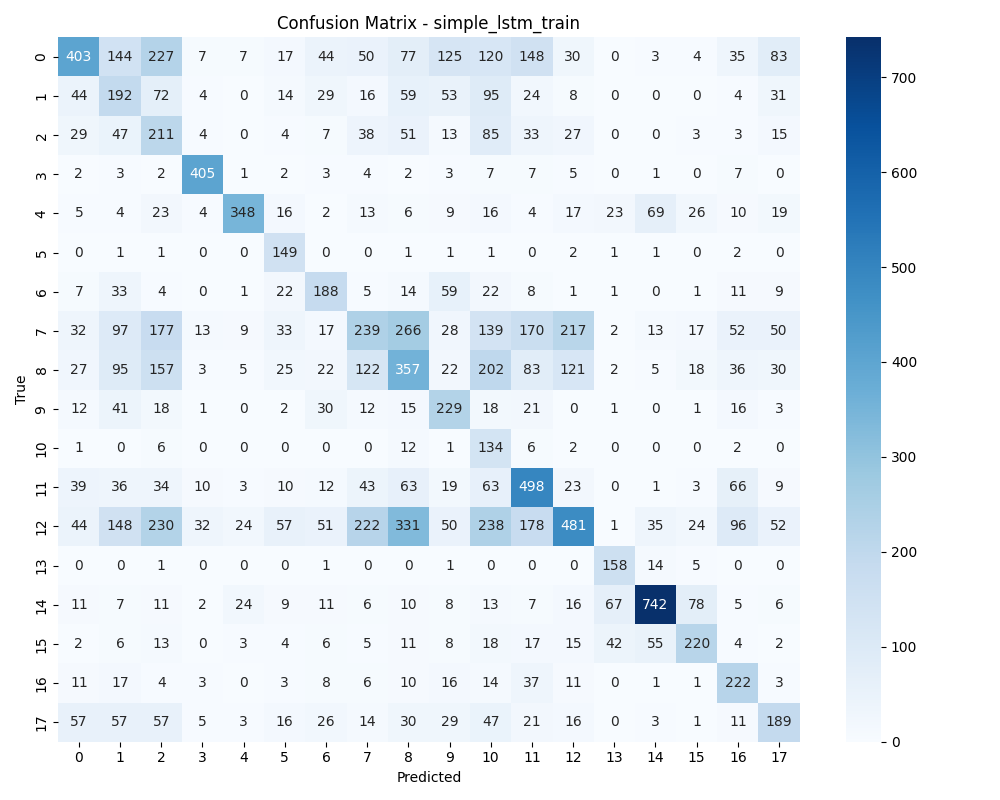 Confusion Matrix - simple_lstm_train
0 403 144 227 7 7 17 44 50 77 125 120 148 30 0 3 4 35 83
1 44 192 72 4 0 14 29 16 59 53 95 24 8 0 0 0 4 31
2 29 47 211 4 0 4 7 38 51 13 85 33 27 0 0 3 3 15
3 2 3 2 405 1 2 3 4 2 3 7 7 5 0 1 0 7 0
4 5 4 23 4 348 16 2 13 6 9 16 4 17 23 69 26 10 19
5 0 1 1 0 0 149 0 0 1 1 1 0 2 1 1 0 2 0
6 7 33 4 0 1 22 188 5 14 59 22 8 1 1 0 1 11 9
7 32 97 177 13 9 33 17 239 266 28 139 170 217 2 13 17 52 50
8 27 95 157 3 5 25 22 122 357 22 202 83 121 2 5 18 36 30
9 12 41 18 1 0 2 30 12 15 229 18 21 0 1 0 1 16 3
10 1 0 6 0 0 0 0 0 12 1 134 6 2 0 0 0 2 0
11 39 36 34 10 3 10 12 43 63 19 63 498 23 0 1 3 66 9
12 44 148 230 32 24 57 51 222 331 50 238 178 481 1 35 24 96 52
13 0 0 1 0 0 0 1 0 0 1 0 0 0 158 14 5 0 0
14 11 7 11 2 24 9 11 6 10 8 13 7 16 67 742 78 5 6
15 2 6 13 0 3 4 6 5 11 8 18 17 15 42 55 220 4 2
16 11 17 4 3 0 3 8 6 10 16 14 37 11 0 1 1 222 3
17 57 57 57 5 3 16 26 14 30 29 47 21 16 0 3 1 11 189
0 1 2 3 4 5 6 7 8 9 10 11 12 13 14 15 16 17
Predicted
True
700
600
500
400
300
200
100
0